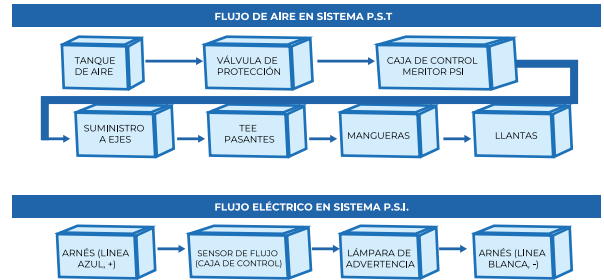 FLUJO DE AIRE EN SISTEMA P.S.T
TANQUE
DE AIRE
VÁLVULA DE
PROTECCIÓN
CAJA DE CONTROL
MERITOR PSI
SUMINISTRO
A EJES
TEE
PASANTES
MANGUERAS
LLANTAS
FLUJO ELÉCTRICO EN SISTEMA P.S.I.
ARNÉS (LÍNEA
AZUL, +)
SENSOR DE FLUJO
(CAJA DE CONTROL)
LÁMPARA DE
ADVERTENCIA
ARNÉS (LÍNEA
BLANCA, -)